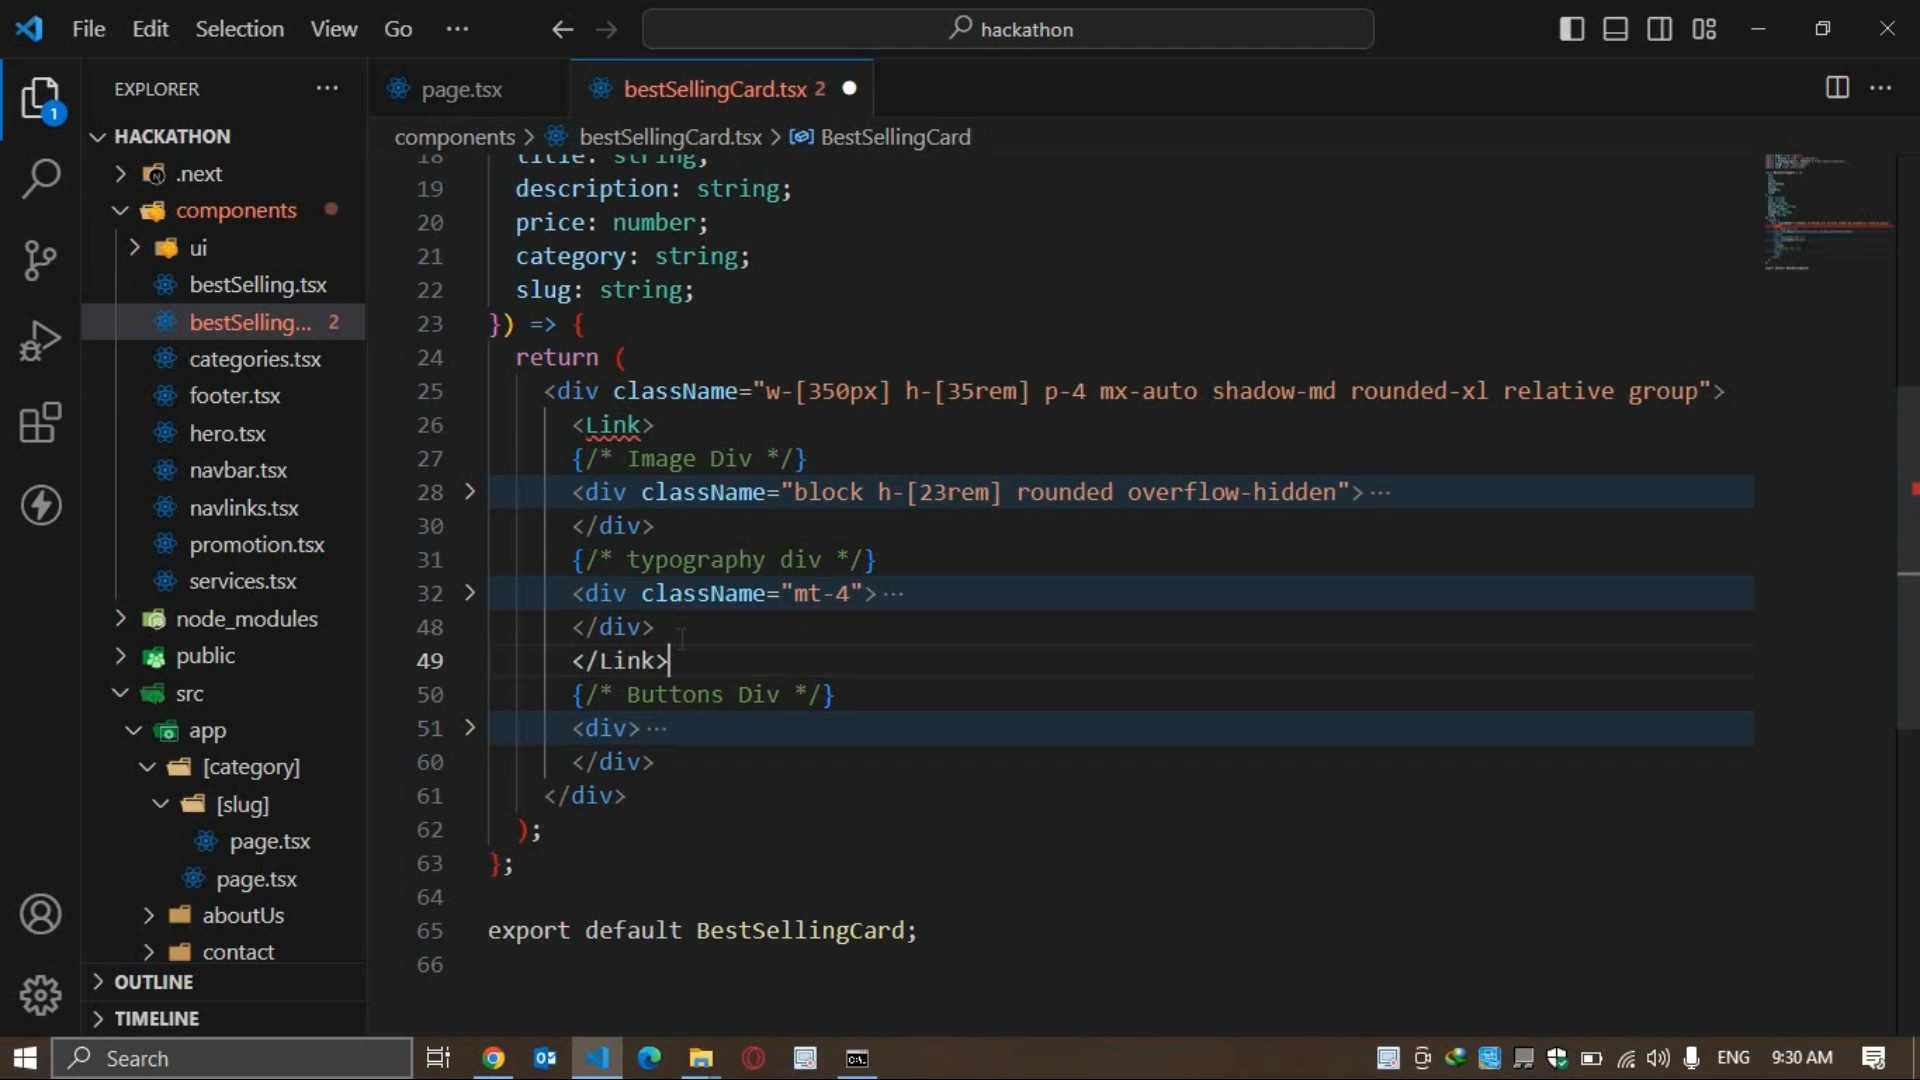 File Edit Selection View Go ···
hackathon
EXPLORER ···
1
HACKATHON
.next
components
ui
bestSelling.tsx
bestSelling... 2
categories.tsx
footer.tsx
hero.tsx
navbar.tsx
navlinks.tsx
promotion.tsx
services.tsx
node_modules
public
src
app
[category]
[slug]
page.tsx
page.tsx
aboutUs
contact
OUTLINE
TIMELINE
page.tsx
bestSellingCard.tsx 2
components > bestSellingCard.tsx > BestSellingCard
18 title: string;
19 description: string;
20 price: number;
21 category: string;
22 slug: string;
23 }) => {
24 return (
25 <div className="w-[350px] h-[35rem] p-4 mx-auto shadow-md rounded-xl relative group">
26 <Link>
27 {/* Image Div */}
28 <div className="block h-[23rem] rounded overflow-hidden">···
30 </div>
31 {/* typography div */}
32 <div className="mt-4">···
48 </div>
49 </Link>
50 {/* Buttons Div */}
51 <div>···
60 </div>
61 </div>
62 );
63 };
64
65 export default BestSellingCard;
66
Search
ENG
9:30 AM